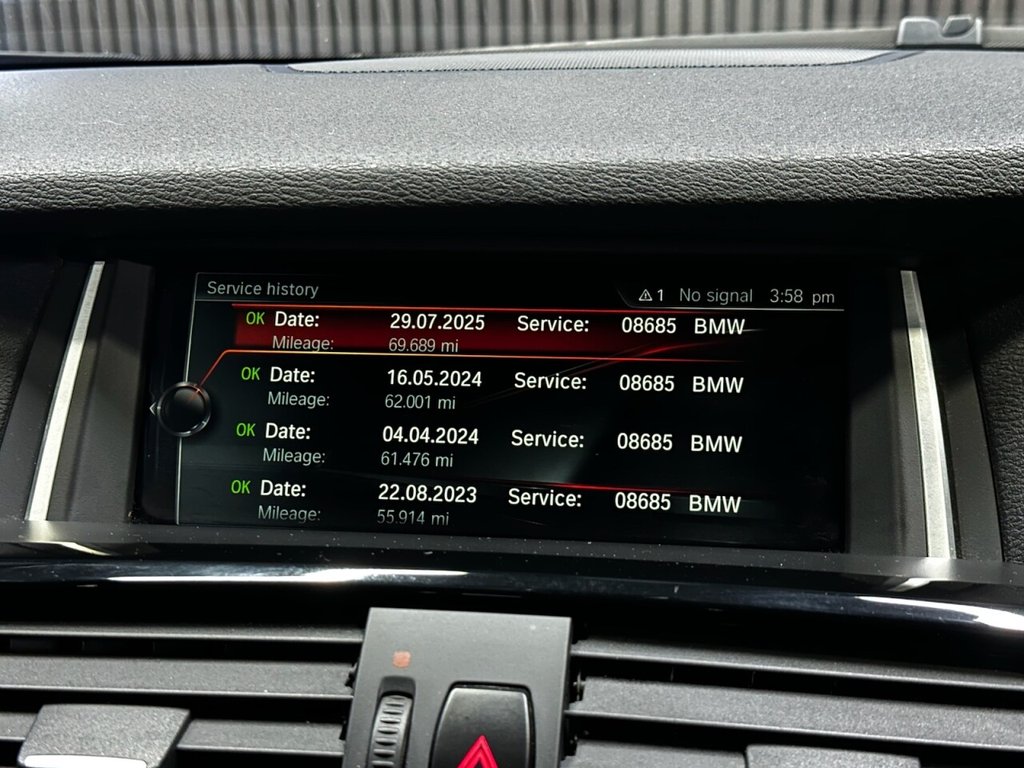 Service history 1 No signal 3:58 pm
OK Date: 29.07.2025 Service: 08685 BMW
Mileage: 69.689 mi
OK Date: 16.05.2024 Service: 08685 BMW
Mileage: 62.001 mi
OK Date: 04.04.2024 Service: 08685 BMW
Mileage: 61.476 mi
OK Date: 22.08.2023 Service: 08685 BMW
Mileage: 55.914 mi